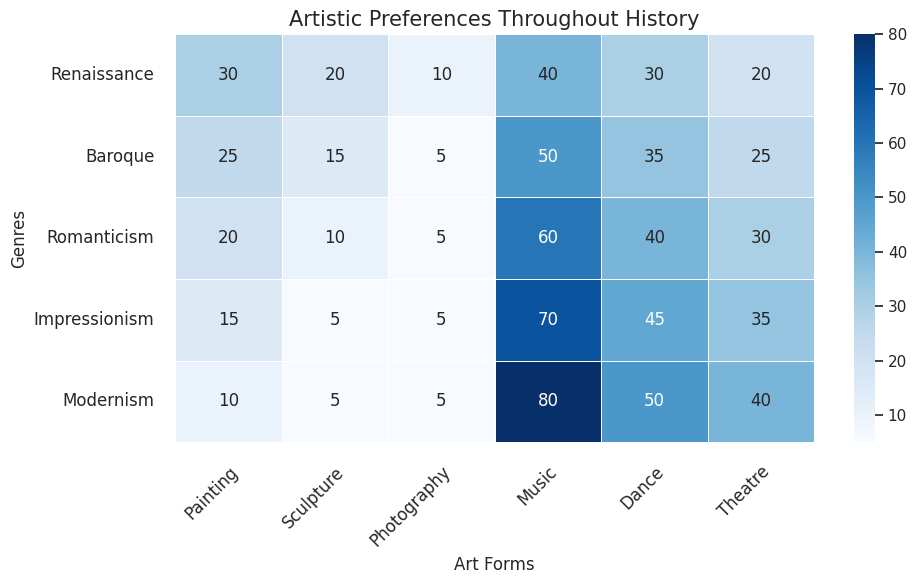 Artistic Preferences Throughout History
Genres
Renaissance 30 20 10 40 30 20
Baroque 25 15 5 50 35 25
Romanticism 20 10 5 60 40 30
Impressionism 15 5 5 70 45 35
Modernism 10 5 5 80 50 40
Painting Sculpture Photography Music Dance Theatre
Art Forms
80
70
60
50
40
30
20
10